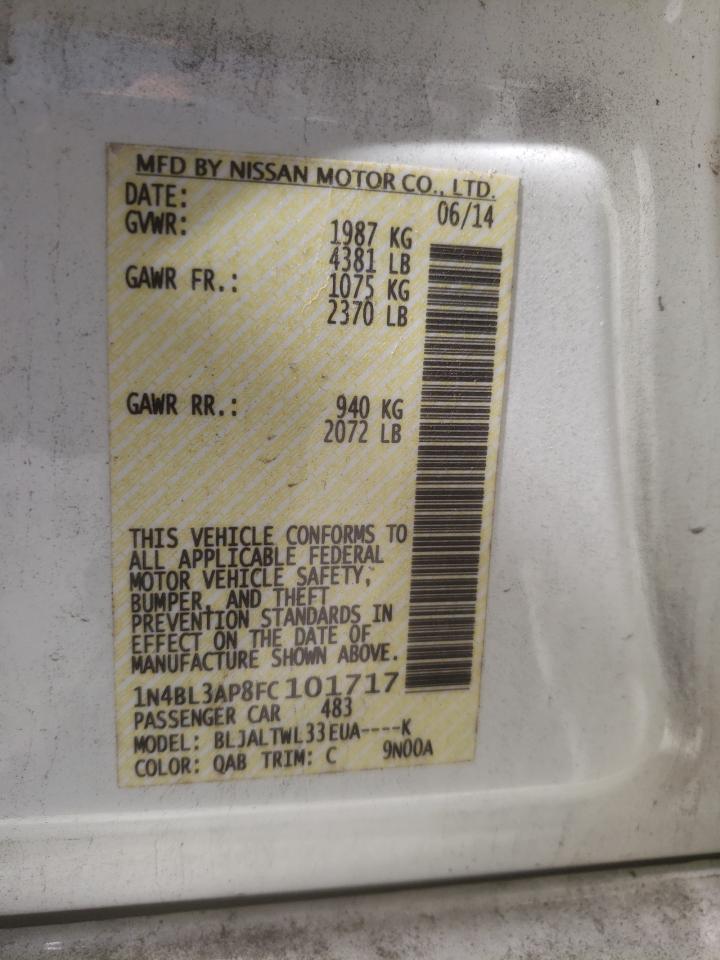 MFD BY NISSAN MOTOR CO., LTD.
DATE: 06/14
GVWR: 1987 KG
4381 LB
GAWR FR.: 1075 KG
2370 LB
GAWR RR.: 940 KG
2072 LB
THIS VEHICLE CONFORMS TO
ALL APPLICABLE FEDERAL
MOTOR VEHICLE SAFETY,
BUMPER, AND THEFT
PREVENTION STANDARDS IN
EFFECT ON THE DATE OF
MANUFACTURE SHOWN ABOVE.
1N4BL3AP8FC101717
PASSENGER CAR 483
MODEL: BLJALTWL33EUA----K
COLOR: QAB TRIM: C 9N00A